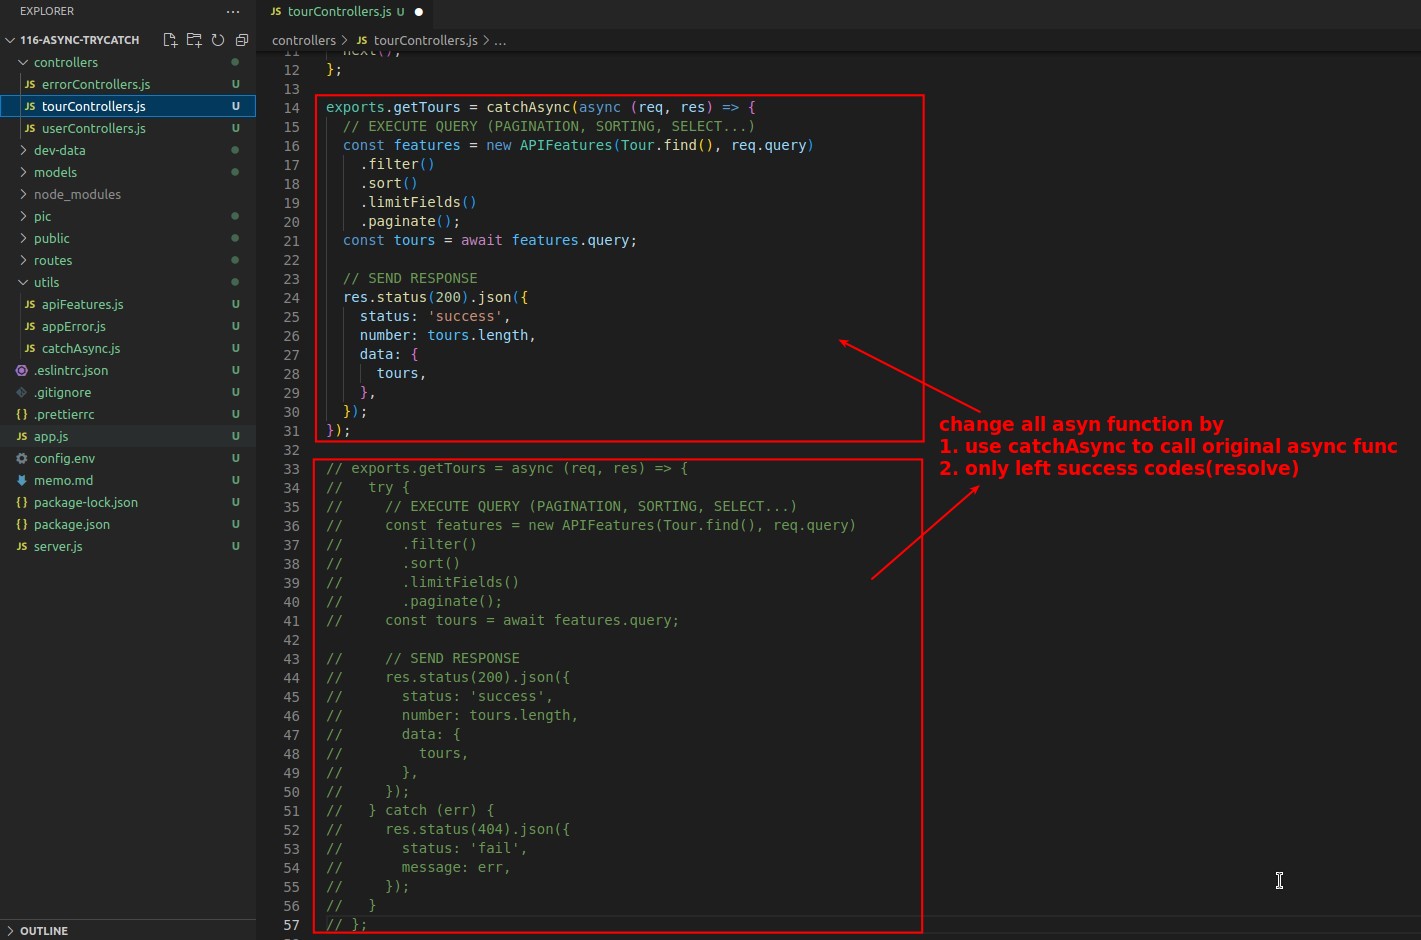 EXPLORER
...
JS tourControllers.js U
116-ASYNC-TRYCATCH
controllers > JS tourControllers.js > ...
controllers
JS errorControllers.js U
JS tourControllers.js U
JS userControllers.js U
dev-data
models
node_modules
pic
public
routes
utils
JS apiFeatures.js U
JS appError.js U
JS catchAsync.js U
.eslintrc.json U
.gitignore U
{} .prettierrc U
JS app.js U
config.env U
memo.md U
{} package-lock.json U
{} package.json U
JS server.js U
OUTLINE
11 next();
12 };
13
14 exports.getTours = catchAsync(async (req, res) => {
15 // EXECUTE QUERY (PAGINATION, SORTING, SELECT...)
16 const features = new APIFeatures(Tour.find(), req.query)
17 .filter()
18 .sort()
19 .limitFields()
20 .paginate();
21 const tours = await features.query;
22
23 // SEND RESPONSE
24 res.status(200).json({
25 status: 'success',
26 number: tours.length,
27 data: {
28 tours,
29 },
30 });
31 });
32
33 // exports.getTours = async (req, res) => {
34 // try {
35 // // EXECUTE QUERY (PAGINATION, SORTING, SELECT...)
36 // const features = new APIFeatures(Tour.find(), req.query)
37 // .filter()
38 // .sort()
39 // .limitFields()
40 // .paginate();
41 // const tours = await features.query;
42
43 // // SEND RESPONSE
44 // res.status(200).json({
45 // status: 'success',
46 // number: tours.length,
47 // data: {
48 // tours,
49 // },
50 // });
51 // } catch (err) {
52 // res.status(404).json({
53 // status: 'fail',
54 // message: err,
55 // });
56 // }
57 // };
change all asyn function by
1. use catchAsync to call original async func
2. only left success codes(resolve)